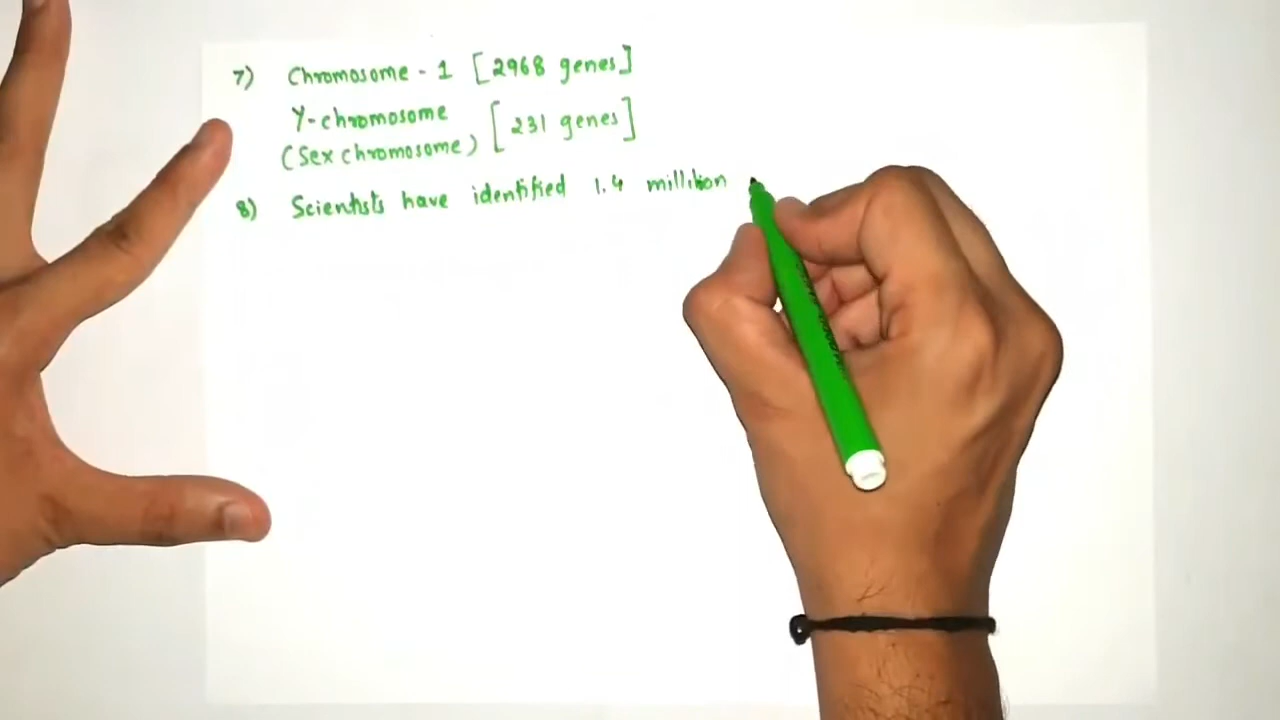 7) Chromosome - 1 [2968 genes]
Y-chromosome [231 genes]
(Sex chromosome)
8) Scientists have identified 1.4 million